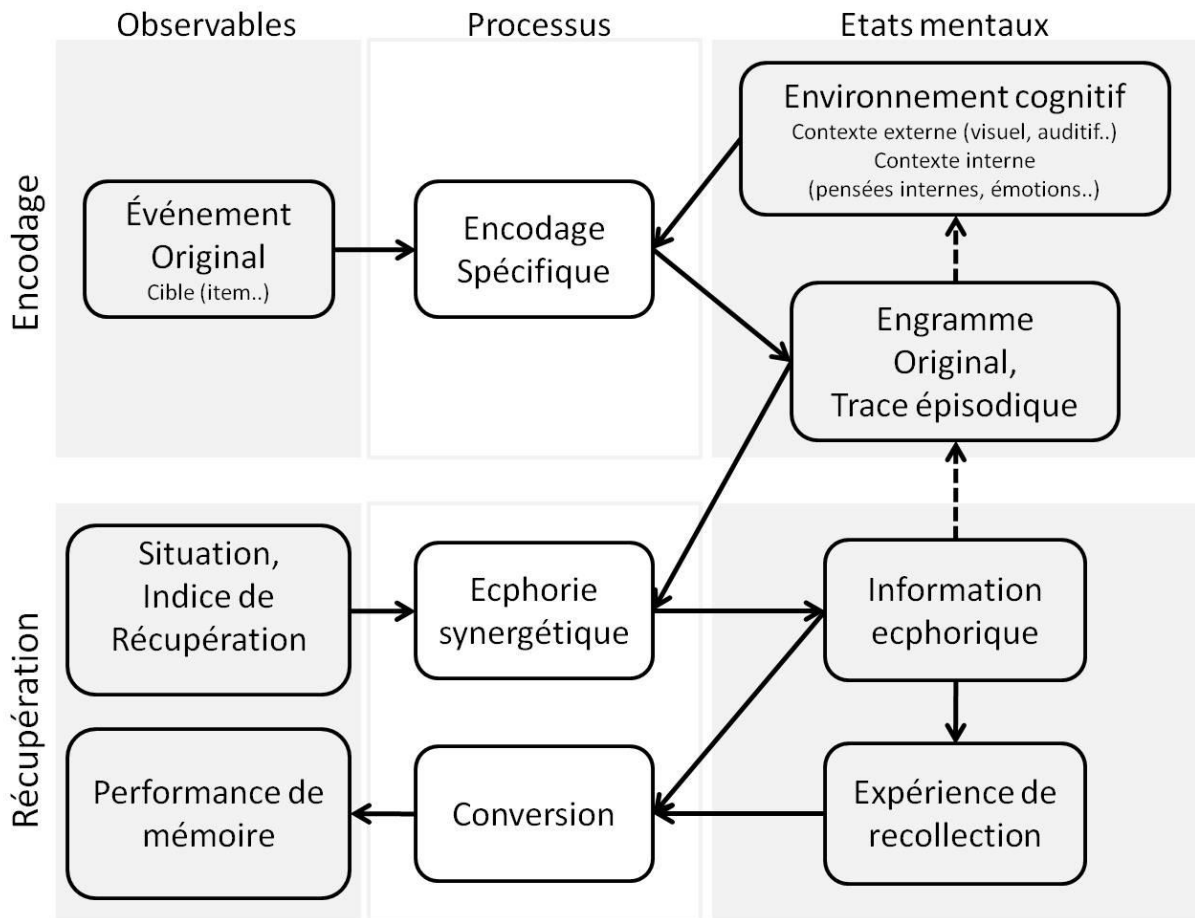 Observables
Processus
Etats mentaux
Encodage
Événement
Original
Cible (item..)
Encodage
Spécifique
Environnement cognitif
Contexte externe (visuel, auditif..)
Contexte interne
(pensées internes, émotions..)
Engramme
Original,
Trace épisodique
Récupération
Situation,
Indice de
Récupération
Ecphorie
synergétique
Information
ecphorique
Performance de
mémoire
Conversion
Expérience de
recollection